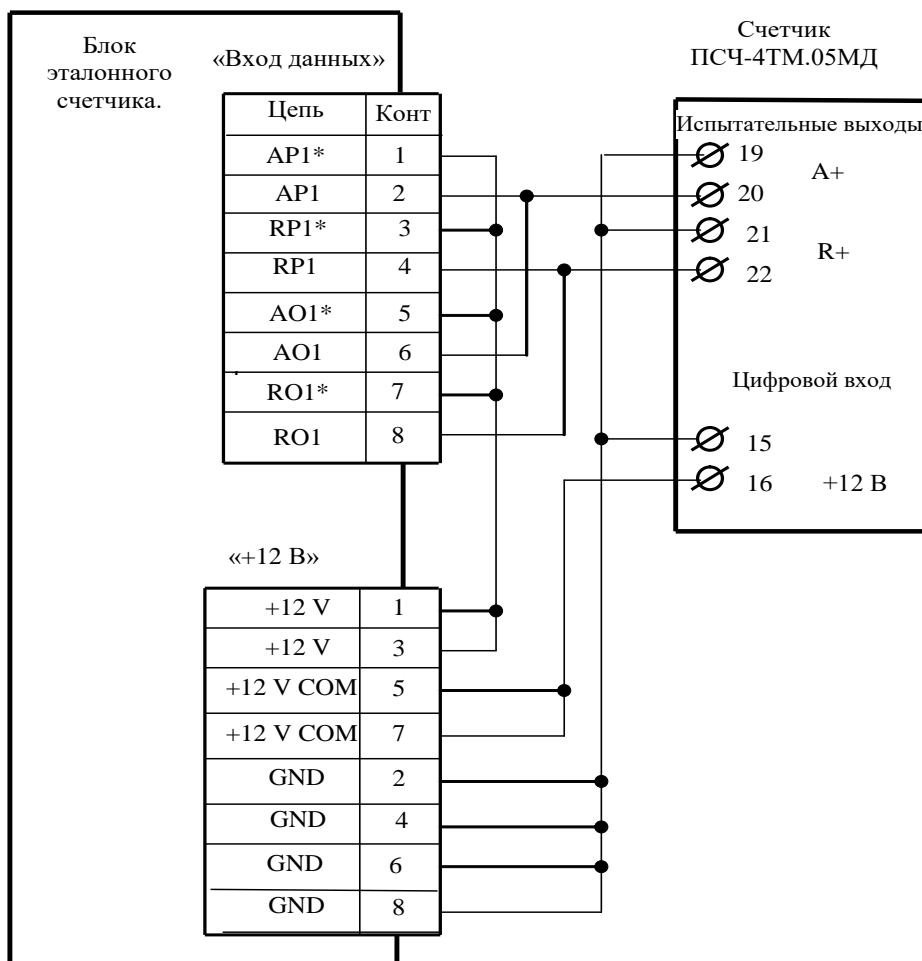 Блок
эталонного
счетчика.
«Вход данных»
Цепь Конт
AP1* 1
AP1 2
RP1* 3
RP1 4
AO1* 5
AO1 6
RO1* 7
RO1 8
«+12 В»
+12 V 1
+12 V 3
+12 V COM 5
+12 V COM 7
GND 2
GND 4
GND 6
GND 8
Счетчик
ПСЧ-4ТМ.05МД
Испытательные выходы
19
A+
20
21
R+
22
Цифровой вход
15
16 +12 В